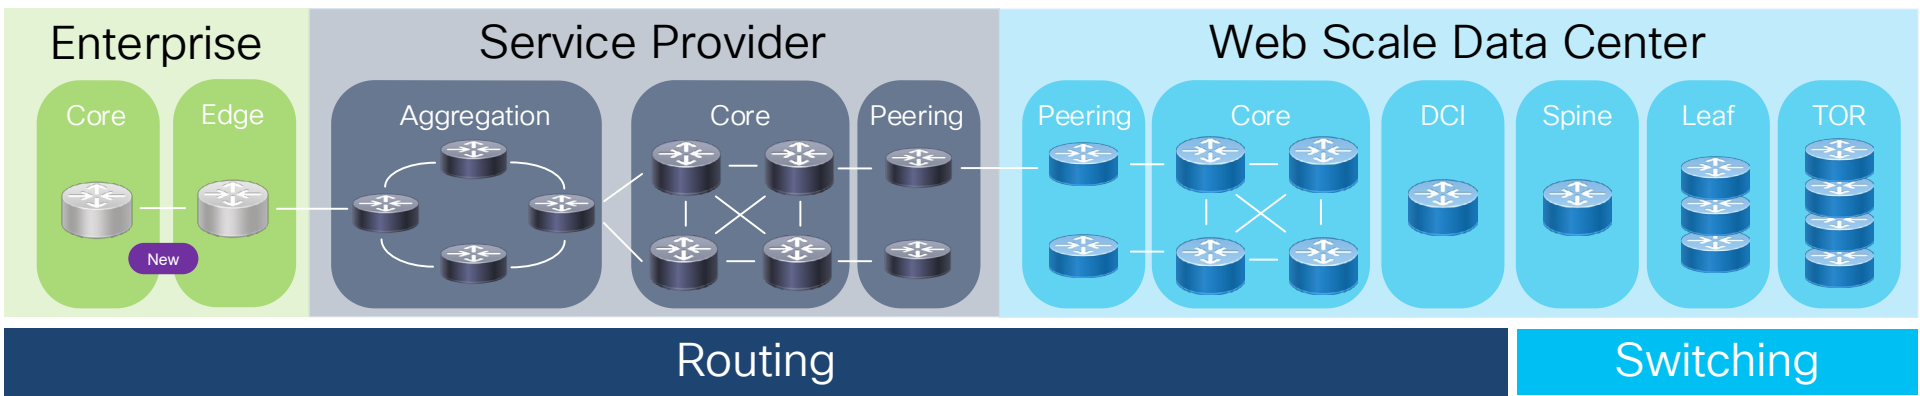 Enterprise
Service Provider
Web Scale Data Center
Core
Edge
Aggregation
Core
Peering
Peering
Core
DCI
Spine
Leaf
TOR
New
Routing
Switching